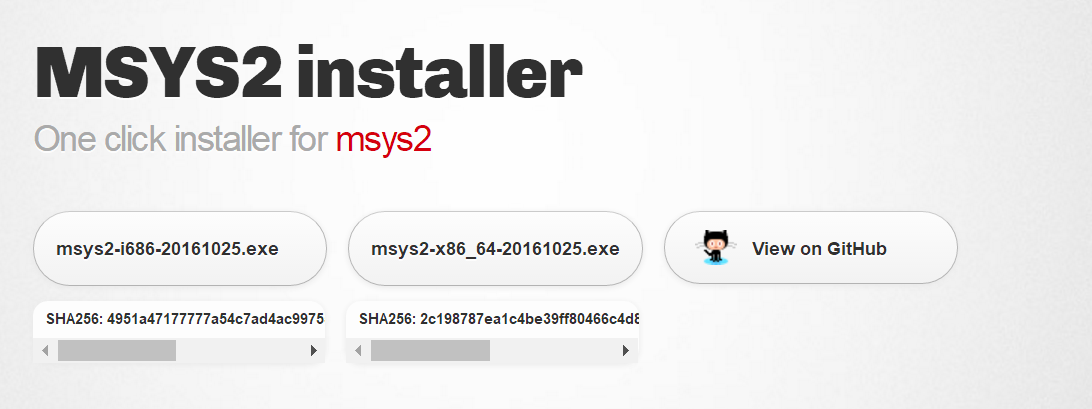 MSYS2 installer
One click installer for msys2
msys2-i686-20161025.exe
msys2-x86_64-20161025.exe
View on GitHub
SHA256: 4951a47177777a54c7ad4ac9975
SHA256: 2c198787ea1c4be39ff80466c4d8